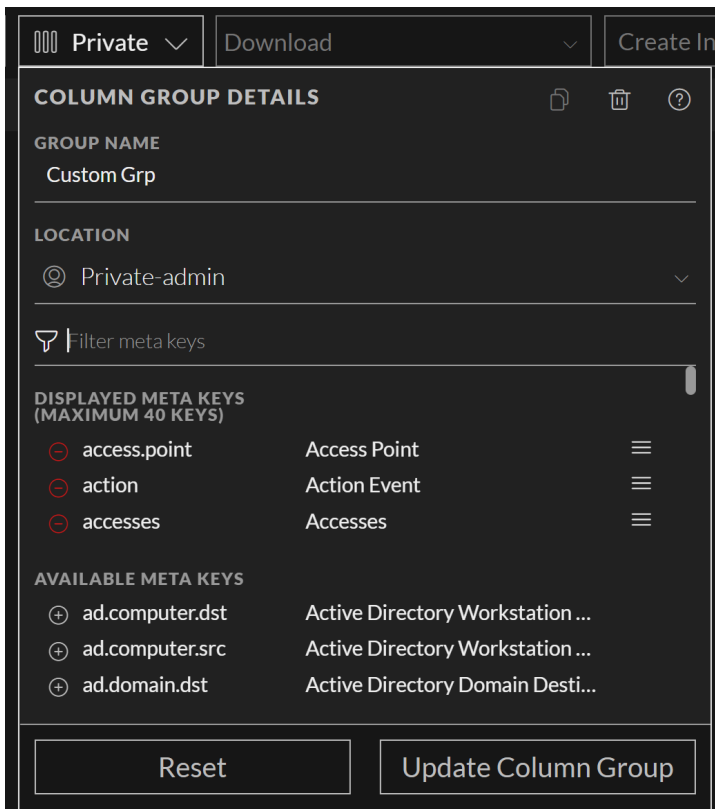 Private
Download
Create In
COLUMN GROUP DETAILS
GROUP NAME
Custom Grp
LOCATION
Private-admin
Filter meta keys
DISPLAYED META KEYS
(MAXIMUM 40 KEYS)
access.point Access Point
action Action Event
accesses Accesses
AVAILABLE META KEYS
ad.computer.dst Active Directory Workstation ...
ad.computer.src Active Directory Workstation ...
ad.domain.dst Active Directory Domain Desti...
Reset Update Column Group